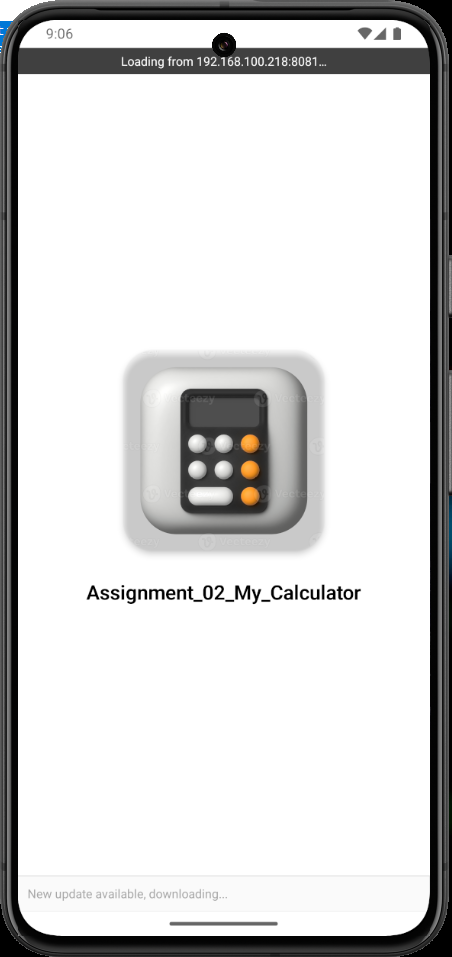 9:06
Loading from 192.168.100.218:8081...
Assignment_02_My_Calculator
New update available, downloading...